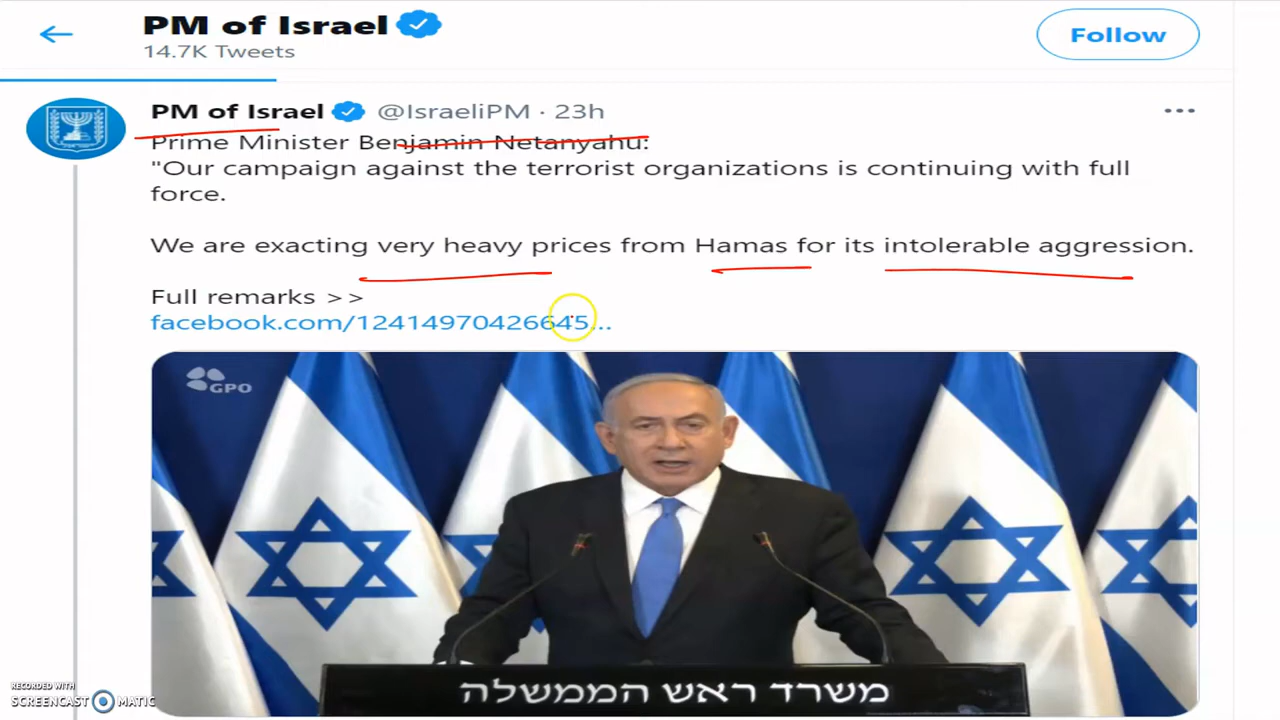 PM of Israel
14.7K Tweets
Follow
PM of Israel @IsraeliPM · 23h
Prime Minister Benjamin Netanyahu:
"Our campaign against the terrorist organizations is continuing with full
force.
We are exacting very heavy prices from Hamas for its intolerable aggression.
Full remarks >>
facebook.com/12414970426645...
GPO
משרד ראש הממשלה
RECORDED WITH
SCREENCAST MATIC